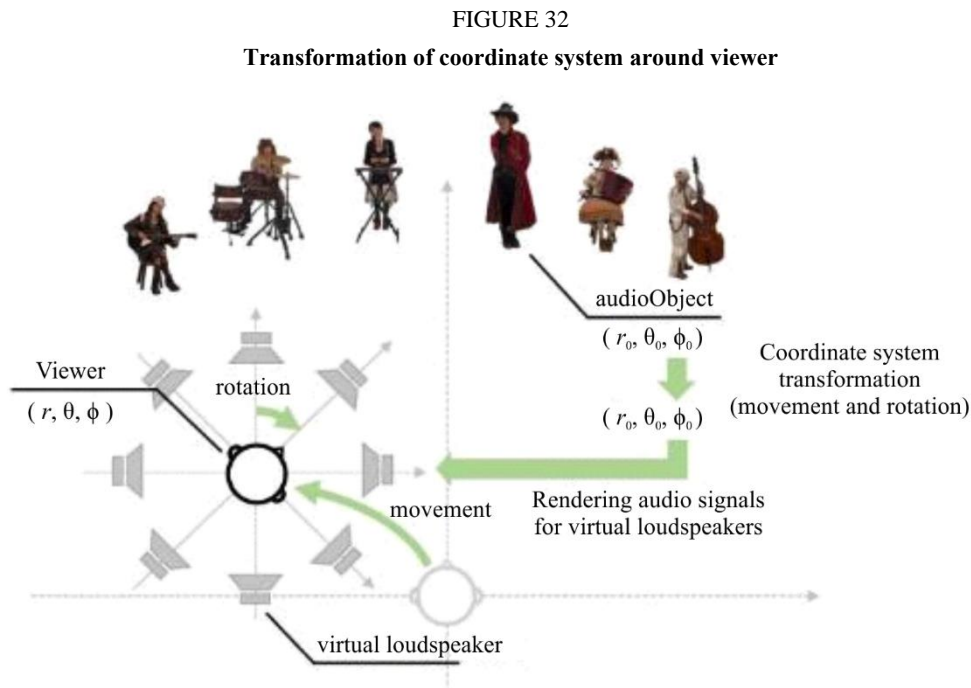 FIGURE 32
Transformation of coordinate system around viewer
audioObject
( r₀, θ₀, ϕ₀ )
Coordinate system
transformation
(movement and rotation)
( r₀, θ₀, ϕ₀ )
Viewer
( r, θ, ϕ )
rotation
movement
Rendering audio signals
for virtual loudspeakers
virtual loudspeaker